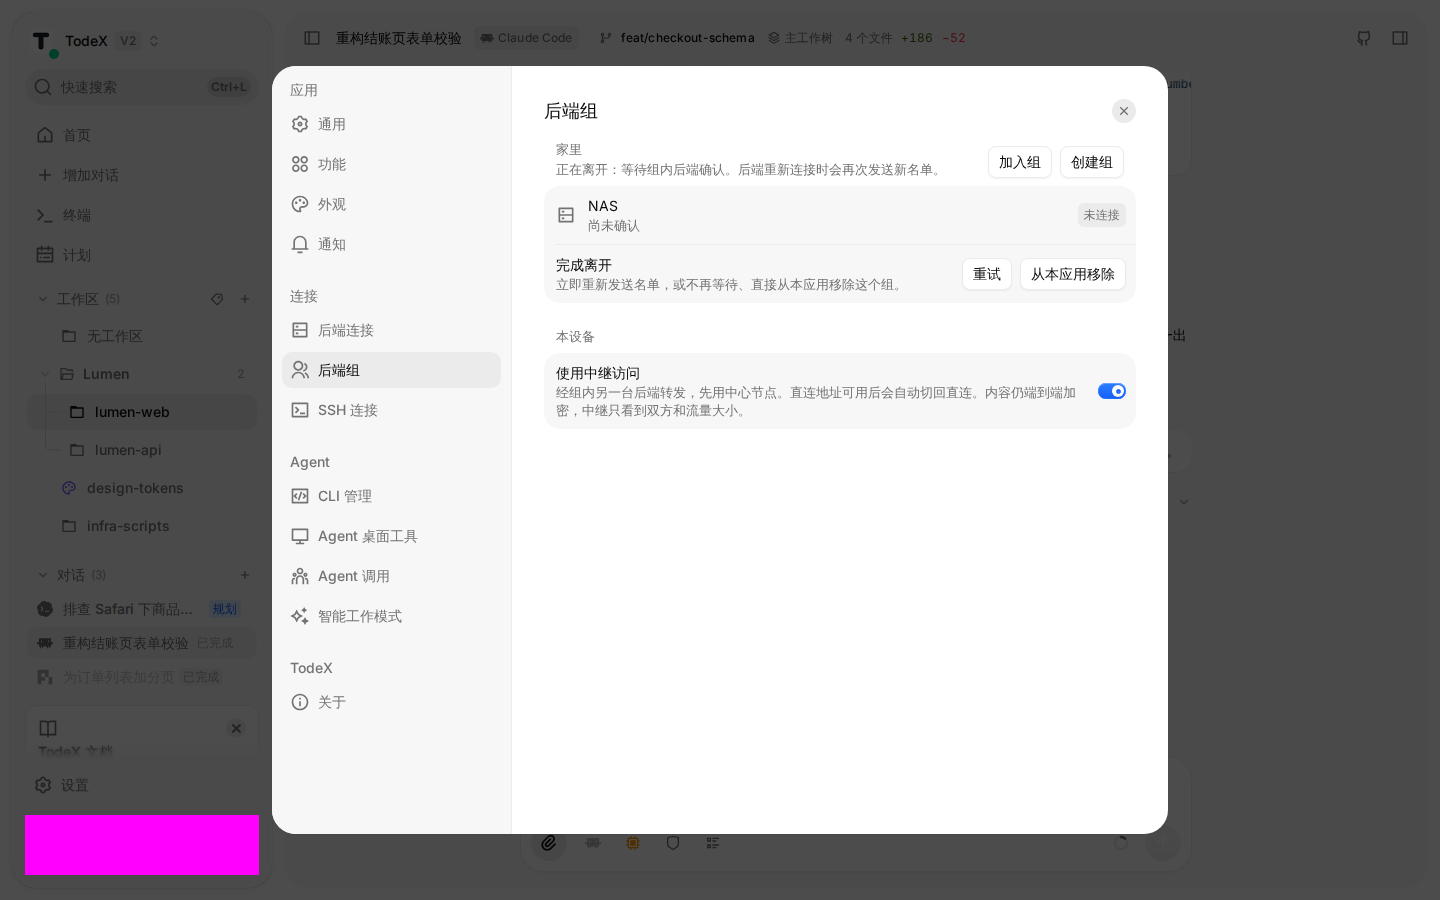 TodeX V2
快速搜索 Ctrl+L
首页
增加对话
终端
计划
工作区 (5)
无工作区
Lumen 2
lumen-web
lumen-api
design-tokens
infra-scripts
对话 (3)
排查 Safari 下商品... 规划
重构结账页表单校验 已完成
为订单列表加分页 已完成
TodeX 文档
设置
重构结账页表单校验 Claude Code feat/checkout-schema 主工作树 4 个文件 +186 −52
应用
通用
功能
外观
通知
连接
后端连接
后端组
SSH 连接
Agent
CLI 管理
Agent 桌面工具
Agent 调用
智能工作模式
TodeX
关于
后端组
家里
正在离开：等待组内后端确认。后端重新连接时会再次发送新名单。
加入组 创建组
NAS
尚未确认
未连接
完成离开
立即重新发送名单，或不再等待、直接从本应用移除这个组。
重试 从本应用移除
本设备
使用中继访问
经组内另一台后端转发，先用中心节点。直连地址可用后会自动切回直连。内容仍端到端加
密，中继只看到双方和流量大小。